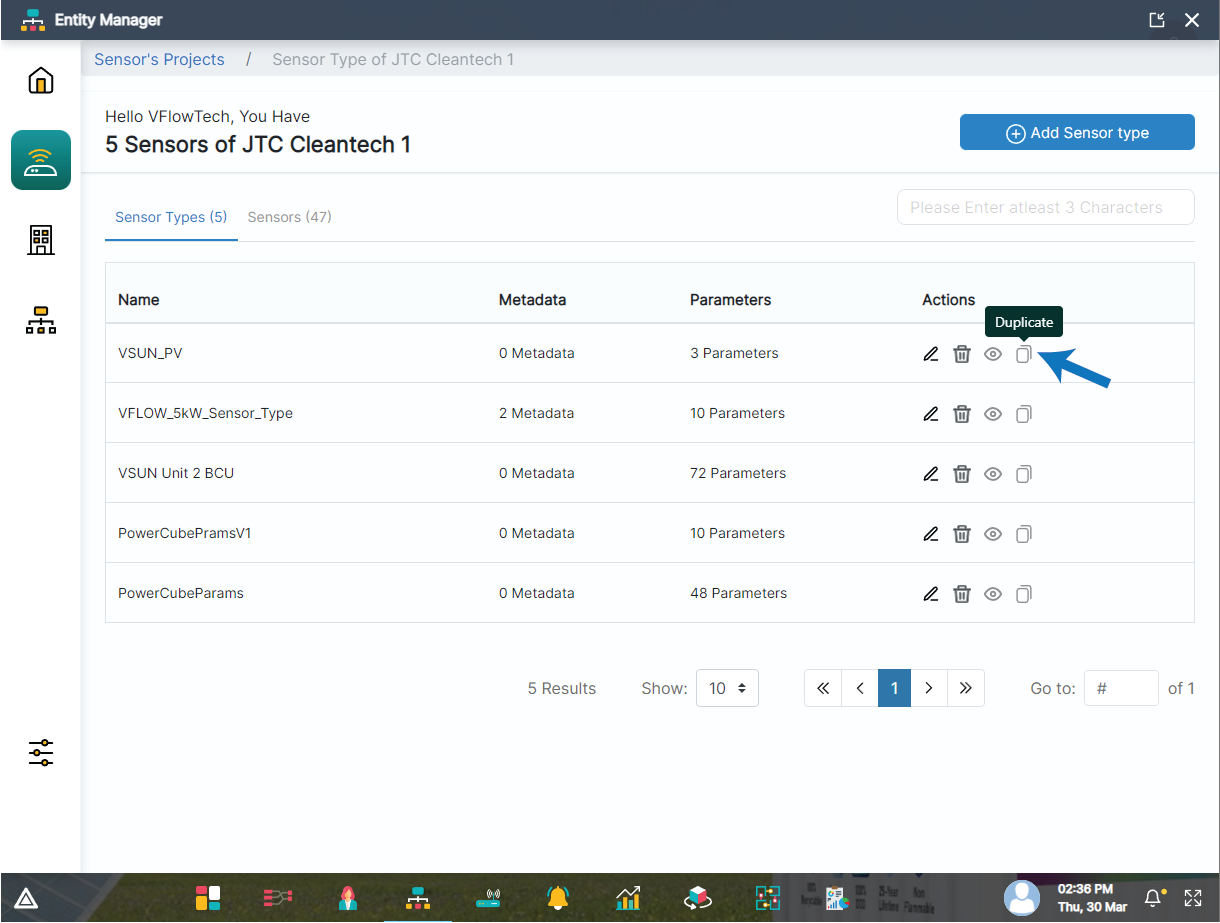 Entity Manager
Sensor's Projects / Sensor Type of JTC Cleantech 1
Hello VFlowTech, You Have
5 Sensors of JTC Cleantech 1
Add Sensor type
Sensor Types (5) Sensors (47)
Please Enter atleast 3 Characters
Name Metadata Parameters Actions
Duplicate
VSUN_PV 0 Metadata 3 Parameters
VFLOW_5kW_Sensor_Type 2 Metadata 10 Parameters
VSUN Unit 2 BCU 0 Metadata 72 Parameters
PowerCubePramsV1 0 Metadata 10 Parameters
PowerCubeParams 0 Metadata 48 Parameters
5 Results Show: 10 « ‹ 1 › » Go to: # of 1
02:36 PM
Thu, 30 Mar